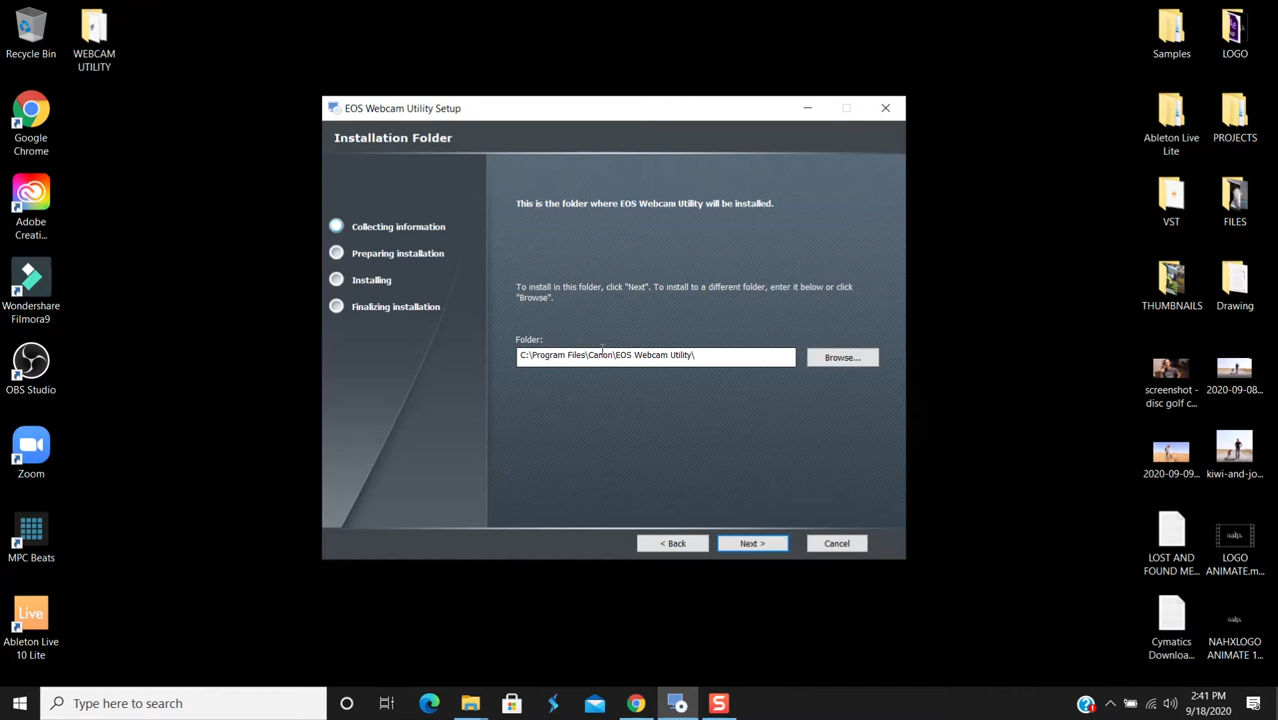 Recycle Bin
WEBCAM
UTILITY
Google
Chrome
Adobe
Creati...
Wondershare
Filmora9
OBS Studio
Zoom
MPC Beats
Live
Ableton Live
10 Lite
EOS Webcam Utility Setup
Installation Folder
Collecting information
Preparing installation
Installing
Finalizing installation
This is the folder where EOS Webcam Utility will be installed.
To install in this folder, click "Next". To install to a different folder, enter it below or click
"Browse".
Folder:
C:\Program Files\Canon\EOS Webcam Utility\
Browse...
< Back
Next >
Cancel
Samples
LOGO
Ableton Live
Lite
PROJECTS
VST
FILES
THUMBNAILS
Drawing
screenshot -
disc golf c...
2020-09-08...
2020-09-09...
kiwi-and-jo...
LOST AND
FOUND ME...
LOGO
ANIMATE.m...
Cymatics
Downloa...
NAHXLOGO
ANIMATE 1...
Type here to search
S
2:41 PM
9/18/2020